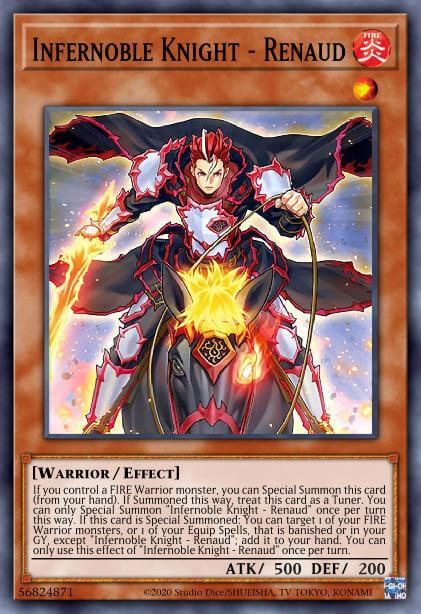 Infernoble Knight - Renaud
FIRE
炎
[Warrior / Effect]
If you control a FIRE Warrior monster, you can Special Summon this card
(from your hand). If Summoned this way, treat this card as a Tuner. You
can only Special Summon "Infernoble Knight - Renaud" once per turn
this way. If this card is Special Summoned: You can target 1 of your FIRE
Warrior monsters, or 1 of your Equip Spells, that is banished or in your
GY, except "Infernoble Knight - Renaud"; add it to your hand. You can
only use this effect of "Infernoble Knight - Renaud" once per turn.
ATK/ 500 DEF/ 200
56824871
©2020 Studio Dice/SHUEISHA, TV TOKYO, KONAMI